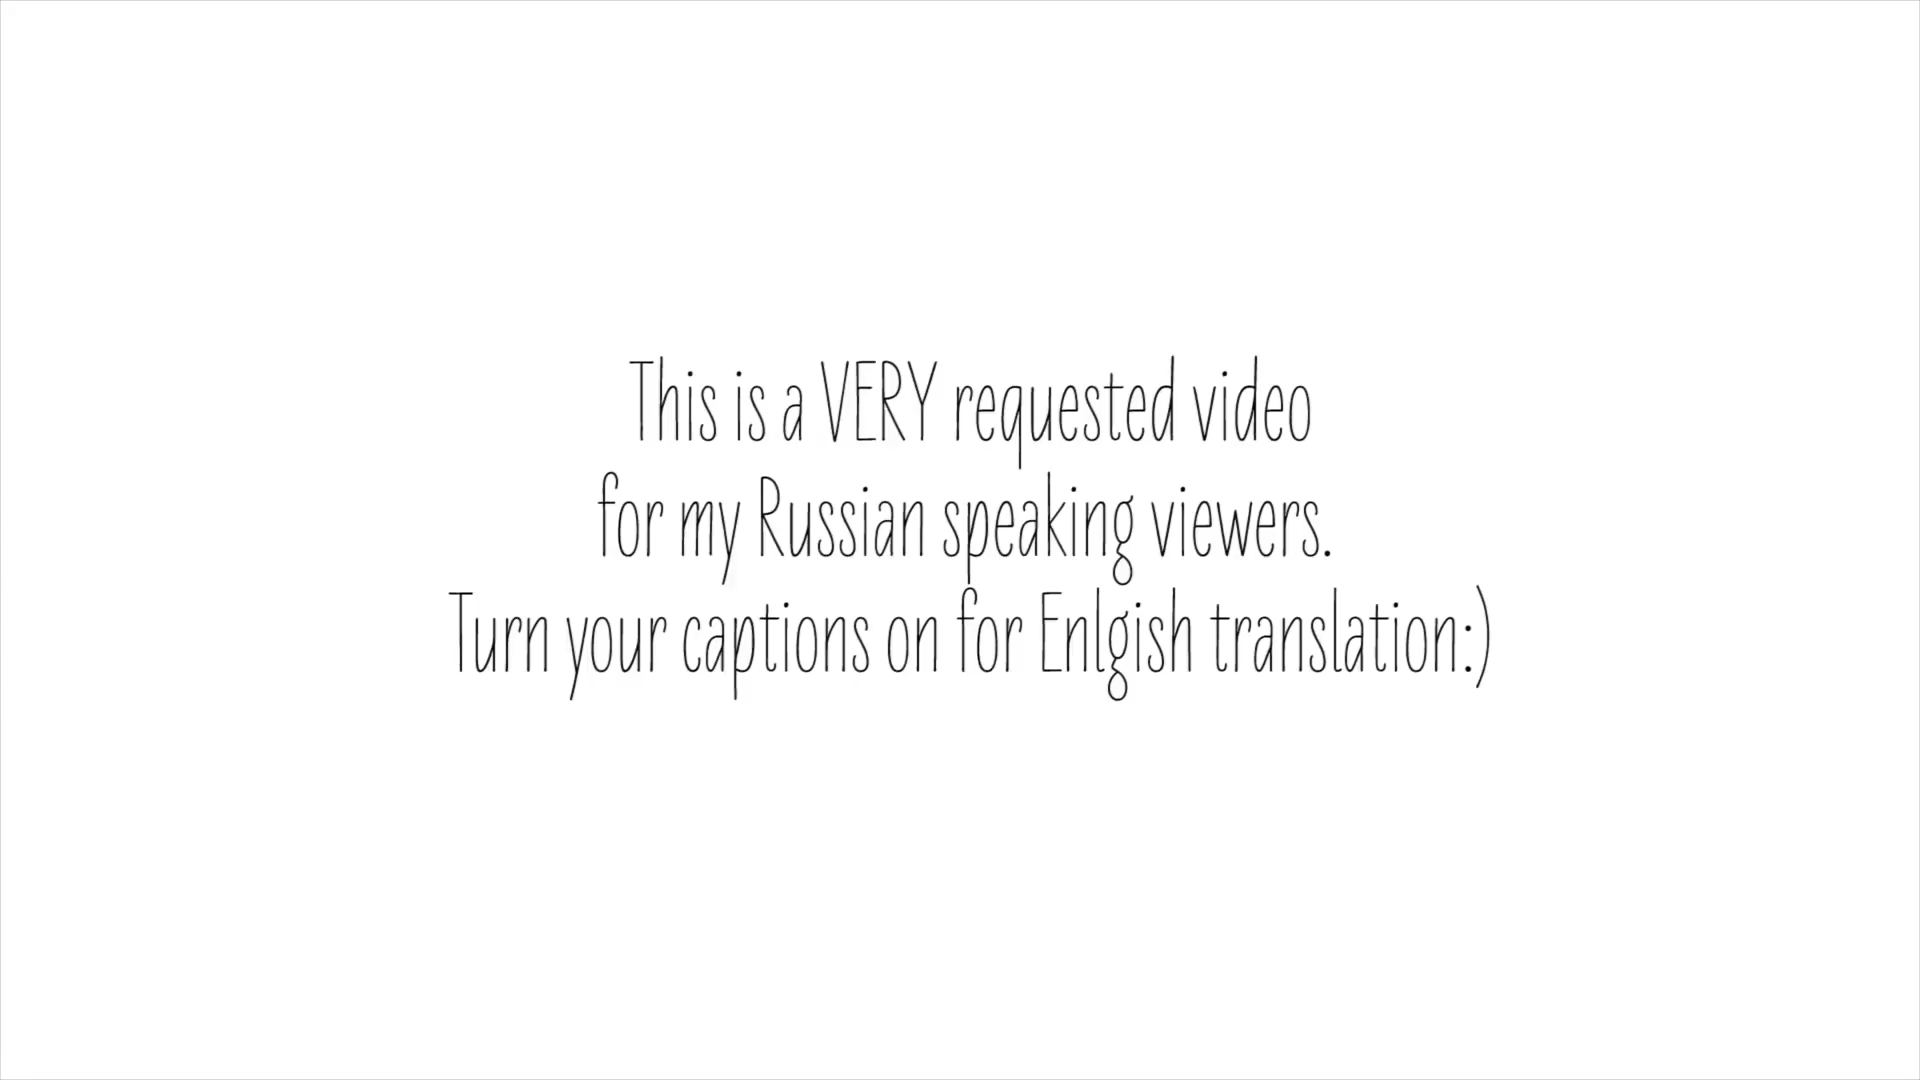 This is a VERY requested video
for my Russian speaking viewers.
Turn your captions on for Enlgish translation:)